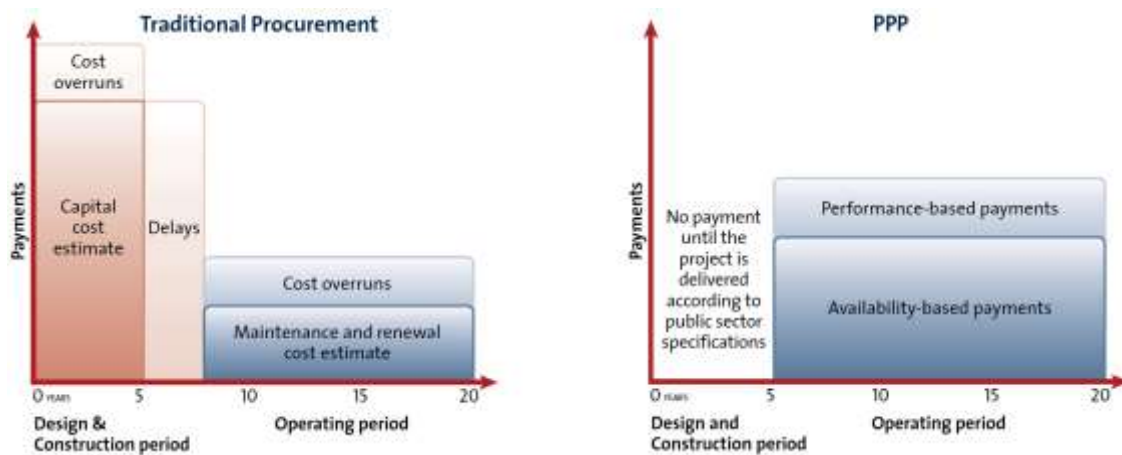 Traditional Procurement
Payments
Cost
overruns
Capital
cost
estimate
Delays
Cost overruns
Maintenance and renewal
cost estimate
0 YEARS 5 10 15 20
Design &
Construction period
Operating period
PPP
Payments
No payment
until the
project is
delivered
according to
public sector
specifications
Performance-based payments
Availability-based payments
0 YEARS 5 10 15 20
Design and
Construction period
Operating period